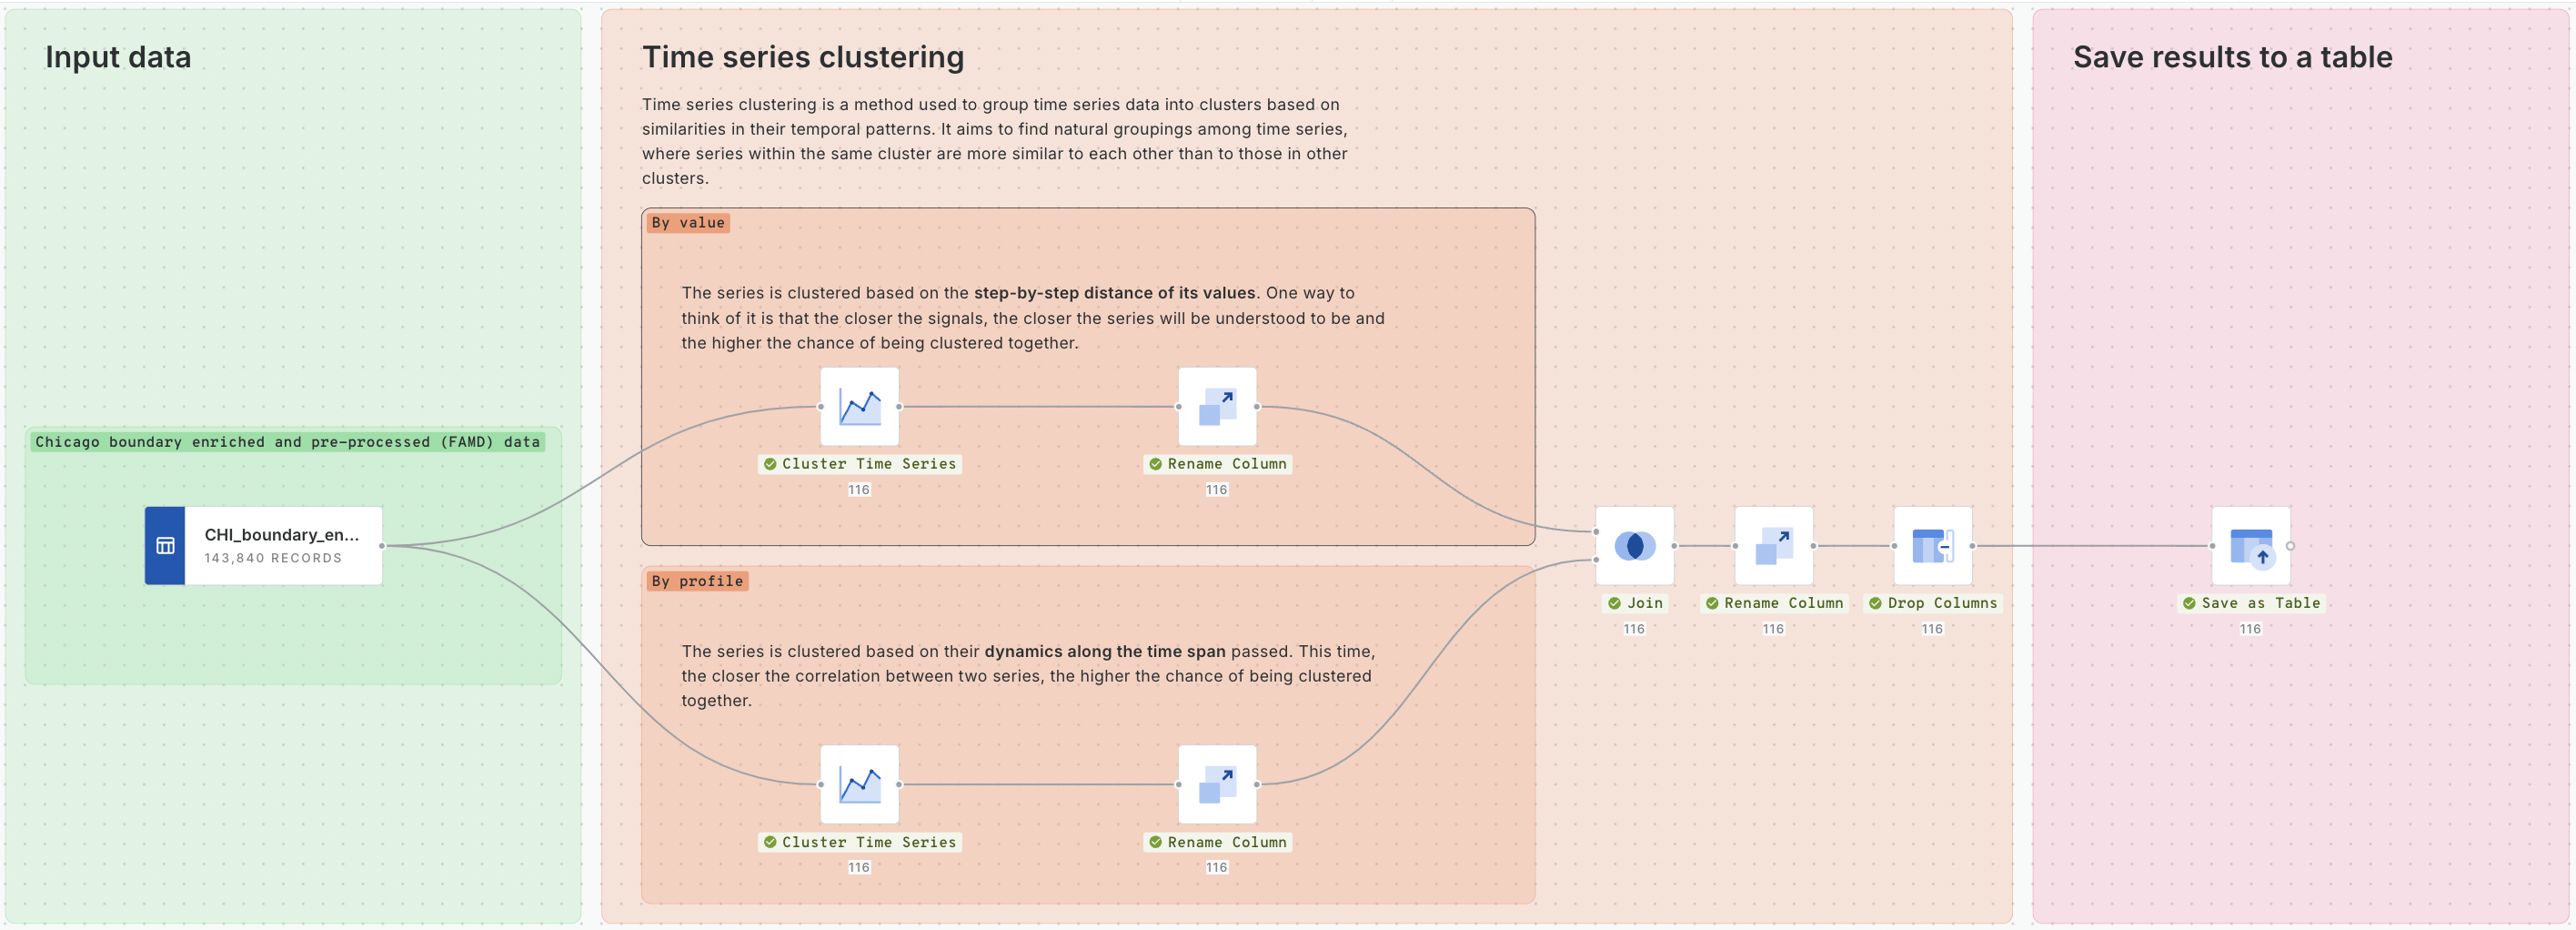 Input data
Chicago boundary enriched and pre-processed (FAMD) data
CHI_boundary_en...
143,840 RECORDS
Time series clustering
Time series clustering is a method used to group time series data into clusters based on
similarities in their temporal patterns. It aims to find natural groupings among time series,
where series within the same cluster are more similar to each other than to those in other
clusters.
By value
The series is clustered based on the step-by-step distance of its values. One way to
think of it is that the closer the signals, the closer the series will be understood to be and
the higher the chance of being clustered together.
Cluster Time Series
116
Rename Column
116
By profile
The series is clustered based on their dynamics along the time span passed. This time,
the closer the correlation between two series, the higher the chance of being clustered
together.
Cluster Time Series
116
Rename Column
116
Join
116
Rename Column
116
Drop Columns
116
Save results to a table
Save as Table
116